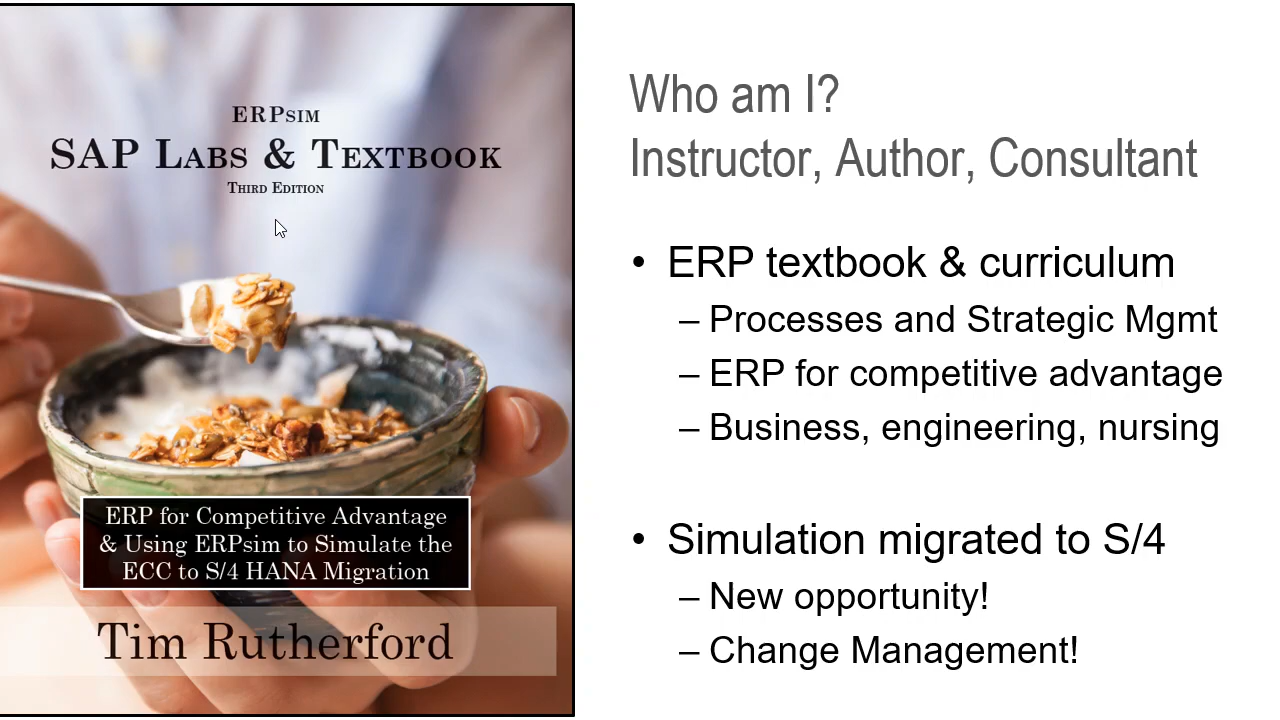 ERPSIM
SAP LABS & TEXTBOOK
THIRD EDITION
ERP for Competitive Advantage
& Using ERPsim to Simulate the
ECC to S/4 HANA Migration
Tim Rutherford
Who am I?
Instructor, Author, Consultant
• ERP textbook & curriculum
– Processes and Strategic Mgmt
– ERP for competitive advantage
– Business, engineering, nursing
• Simulation migrated to S/4
– New opportunity!
– Change Management!